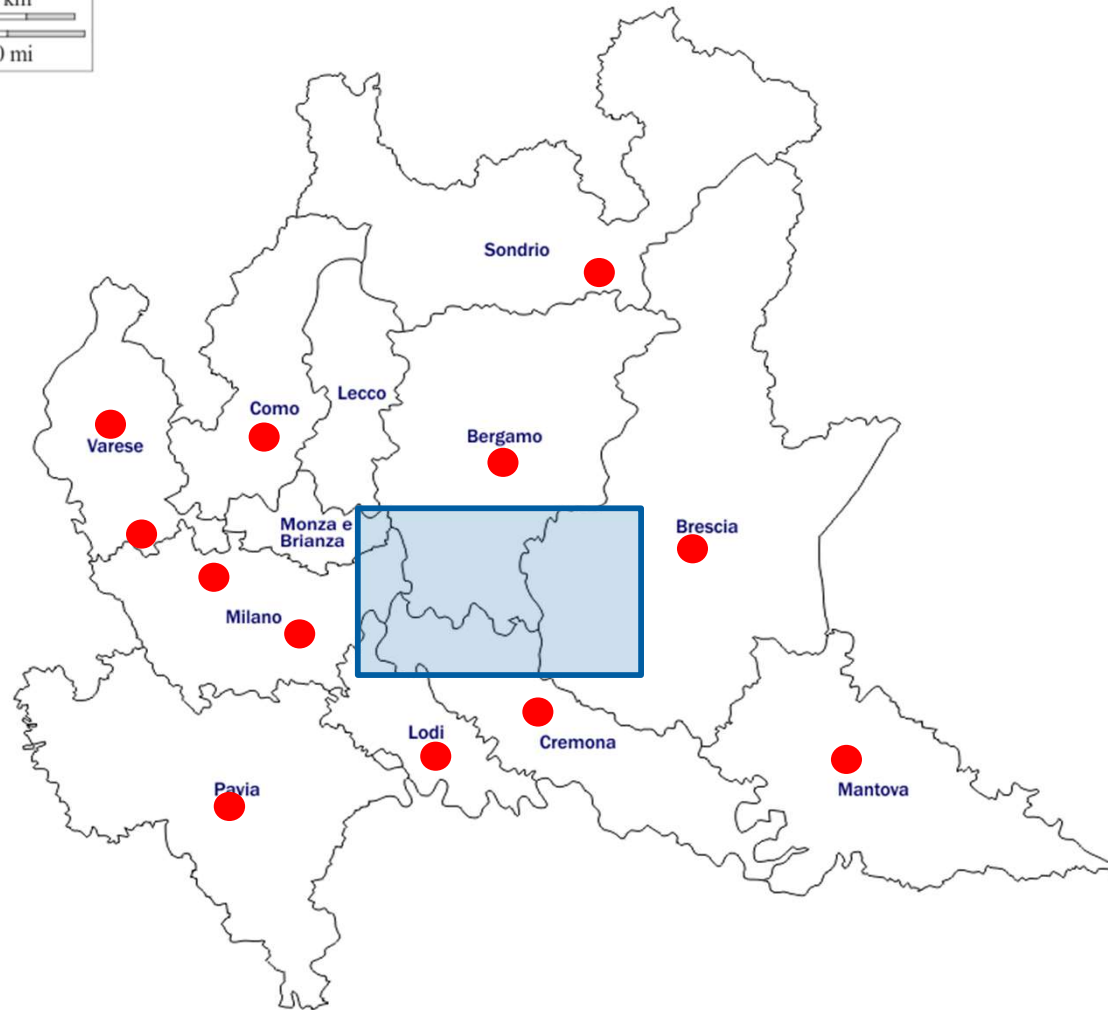 km
0 mi
Sondrio
Lecco
Como
Bergamo
Varese
Monza e
Brianza
Brescia
Milano
Lodi
Cremona
Pavia
Mantova